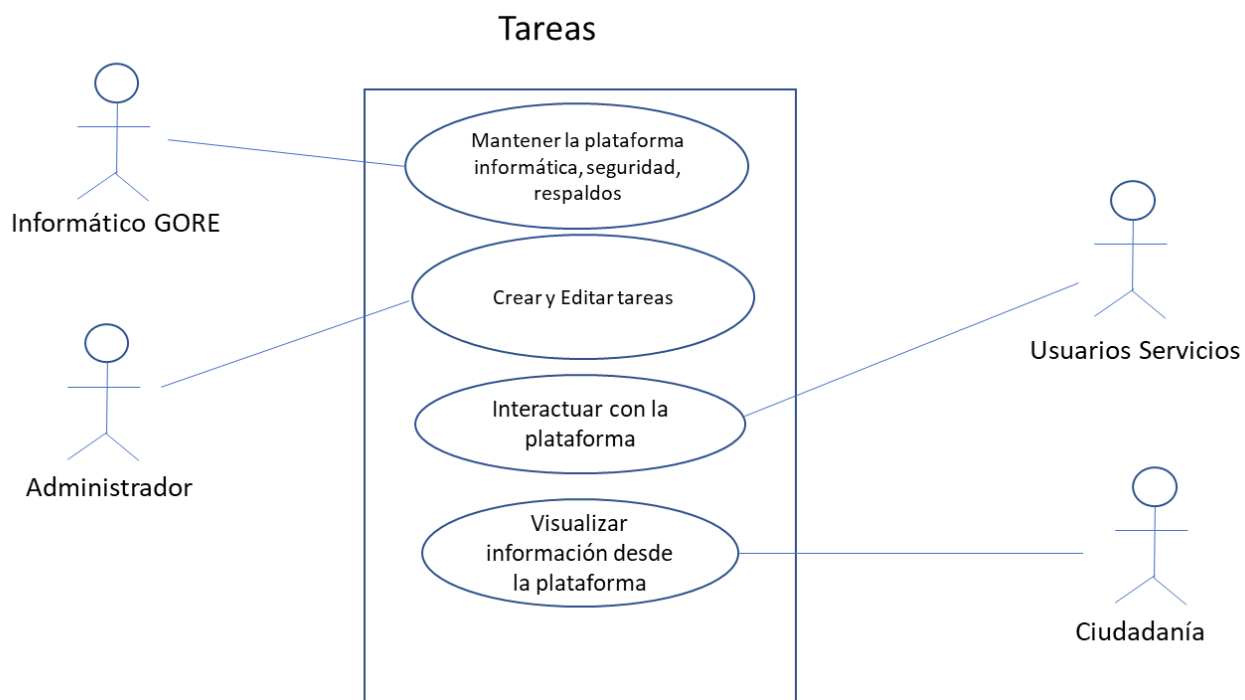 Tareas
Mantener la plataforma
informática, seguridad,
respaldos
Informático GORE
Crear y Editar tareas
Usuarios Servicios
Interactuar con la
plataforma
Administrador
Visualizar
información desde
la plataforma
Ciudadanía